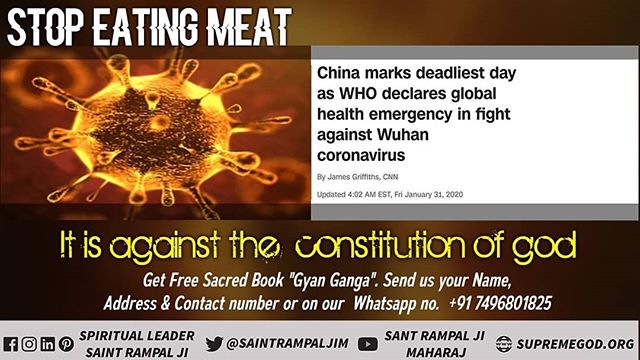 STOP EATING MEAT
China marks deadliest day
as WHO declares global
health emergency in fight
against Wuhan
coronavirus
By James Griffiths, CNN
Updated 4:02 AM EST, Fri January 31, 2020
It is against the constitution of god
Get Free Sacred Book "Gyan Ganga". Send us your Name,
Address & Contact number or on our Whatsapp no. +91 7496801825
SPIRITUAL LEADER
SAINT RAMPAL JI
@SAINTRAMPALJIM
SANT RAMPAL JI
MAHARAJ
SUPREMEGOD.ORG